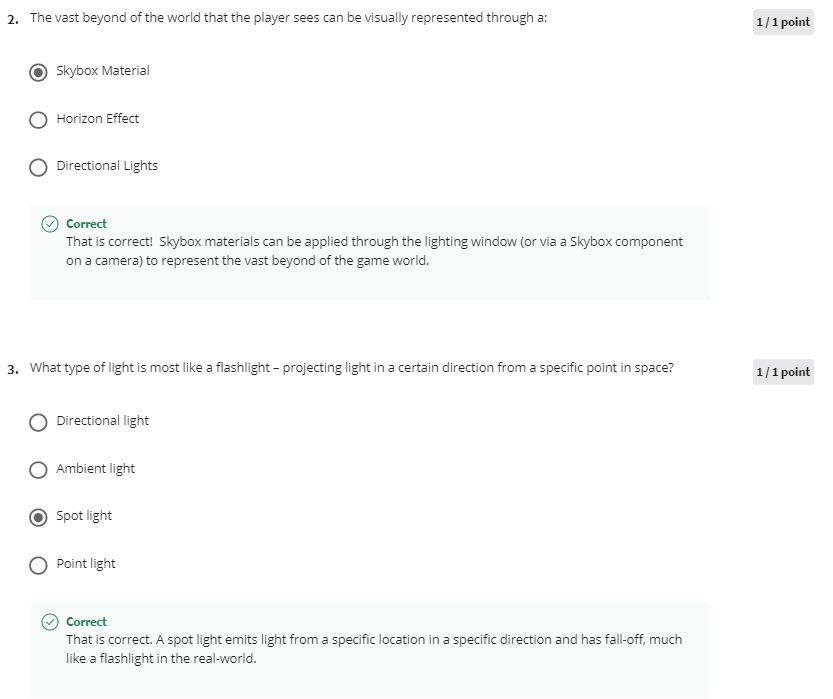 2. The vast beyond of the world that the player sees can be visually represented through a:
1 / 1 point
Skybox Material
Horizon Effect
Directional Lights
Correct
That is correct!  Skybox materials can be applied through the lighting window (or via a Skybox component
on a camera) to represent the vast beyond of the game world.
3. What type of light is most like a flashlight – projecting light in a certain direction from a specific point in space?
1 / 1 point
Directional light
Ambient light
Spot light
Point light
Correct
That is correct. A spot light emits light from a specific location in a specific direction and has fall-off, much
like a flashlight in the real-world.